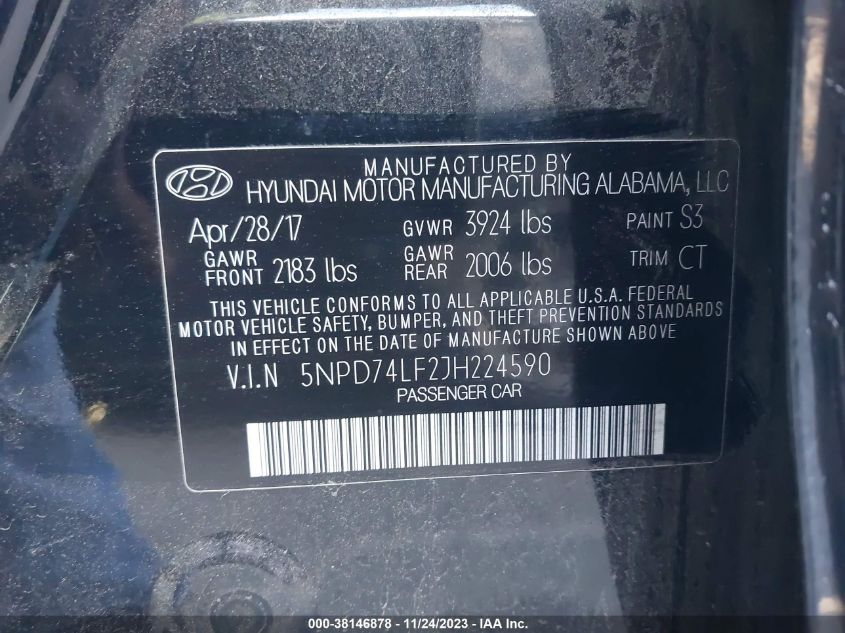 MANUFACTURED BY
HYUNDAI MOTOR MANUFACTURING ALABAMA, LLC
Apr/28/17 GVWR 3924 lbs PAINT S3
GAWR FRONT 2183 lbs GAWR REAR 2006 lbs TRIM CT
THIS VEHICLE CONFORMS TO ALL APPLICABLE U.S.A. FEDERAL
MOTOR VEHICLE SAFETY, BUMPER, AND THEFT PREVENTION STANDARDS
IN EFFECT ON THE DATE OF MANUFACTURE SHOWN ABOVE
V.I.N 5NPD74LF2JH224590
PASSENGER CAR
000-38146878 - 11/24/2023 - Copyright © 2023 IAA, Inc.